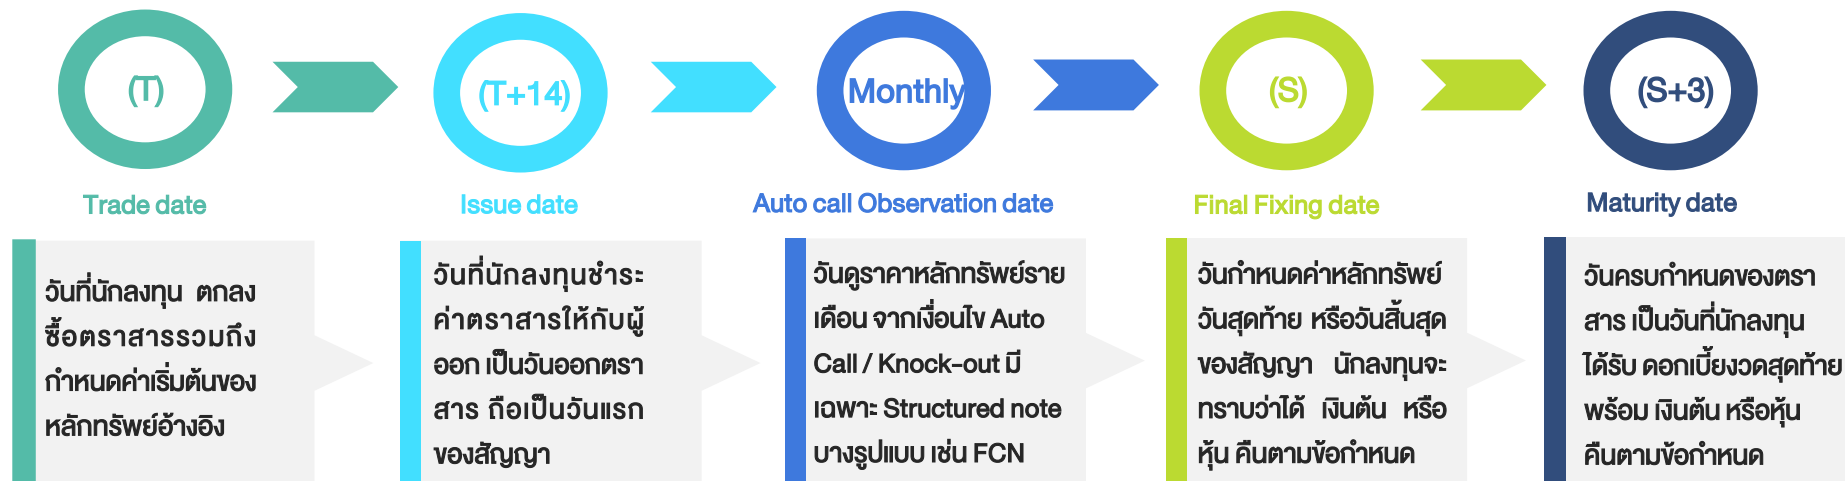 (T)
Trade date
วันที่นักลงทุน ตกลง
ซื้อตราสารรวมถึง
กำหนดค่าเริ่มต้นของ
หลักทรัพย์อ้างอิง
(T+14)
Issue date
วันที่นักลงทุนชำระ
ค่าตราสารให้กับผู้
ออก เป็นวันออกตรา
สาร ถือเป็นวันแรก
ของสัญญา
Monthly
Auto call Observation date
วันดูราคาหลักทรัพย์ราย
เดือน จากเงื่อนไข Auto
Call / Knock-out มี
เฉพาะ Structured note
บางรูปแบบ เช่น FCN
(S)
Final Fixing date
วันกำหนดค่าหลักทรัพย์
วันสุดท้าย หรือวันสิ้นสุด
ของสัญญา นักลงทุนจะ
ทราบว่าได้ เงินต้น หรือ
หุ้น คืนตามข้อกำหนด
(S+3)
Maturity date
วันครบกำหนดของตรา
สาร เป็นวันที่นักลงทุน
ได้รับ ดอกเบี้ยงวดสุดท้าย
พร้อม เงินต้น หรือหุ้น
คืนตามข้อกำหนด